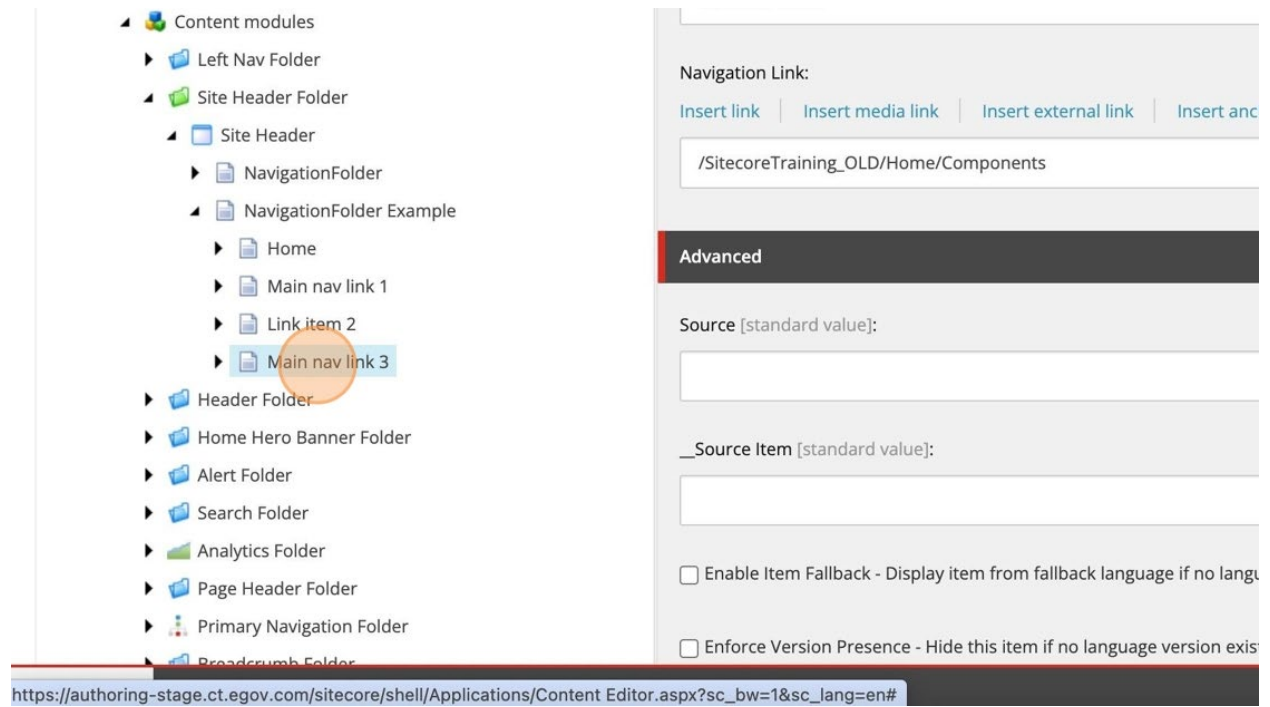 Content modules
Left Nav Folder
Site Header Folder
Site Header
NavigationFolder
NavigationFolder Example
Home
Main nav link 1
Link item 2
Main nav link 3
Header Folder
Home Hero Banner Folder
Alert Folder
Search Folder
Analytics Folder
Page Header Folder
Primary Navigation Folder
Breadcrumb Folder
Navigation Link:
Insert link | Insert media link | Insert external link | Insert anc
/SitecoreTraining_OLD/Home/Components
Advanced
Source [standard value]:
__Source Item [standard value]:
Enable Item Fallback - Display item from fallback language if no langu
Enforce Version Presence - Hide this item if no language version exis
https://authoring-stage.ct.egov.com/sitecore/shell/Applications/Content Editor.aspx?sc_bw=1&sc_lang=en#